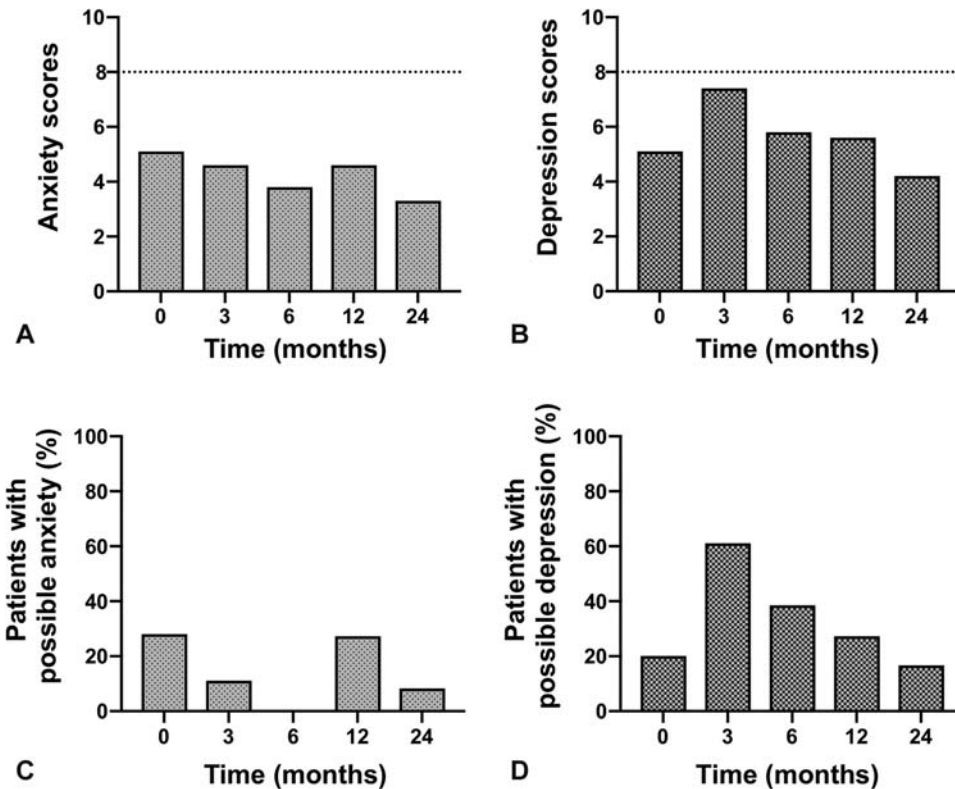 10
8
6
4
2
0
Anxiety scores
0 3 6 12 24
Time (months)
A
10
8
6
4
2
0
Depression scores
0 3 6 12 24
Time (months)
B
100
80
60
40
20
0
Patients with
possible anxiety (%)
0 3 6 12 24
Time (months)
C
100
80
60
40
20
0
Patients with
possible depression (%)
0 3 6 12 24
Time (months)
D